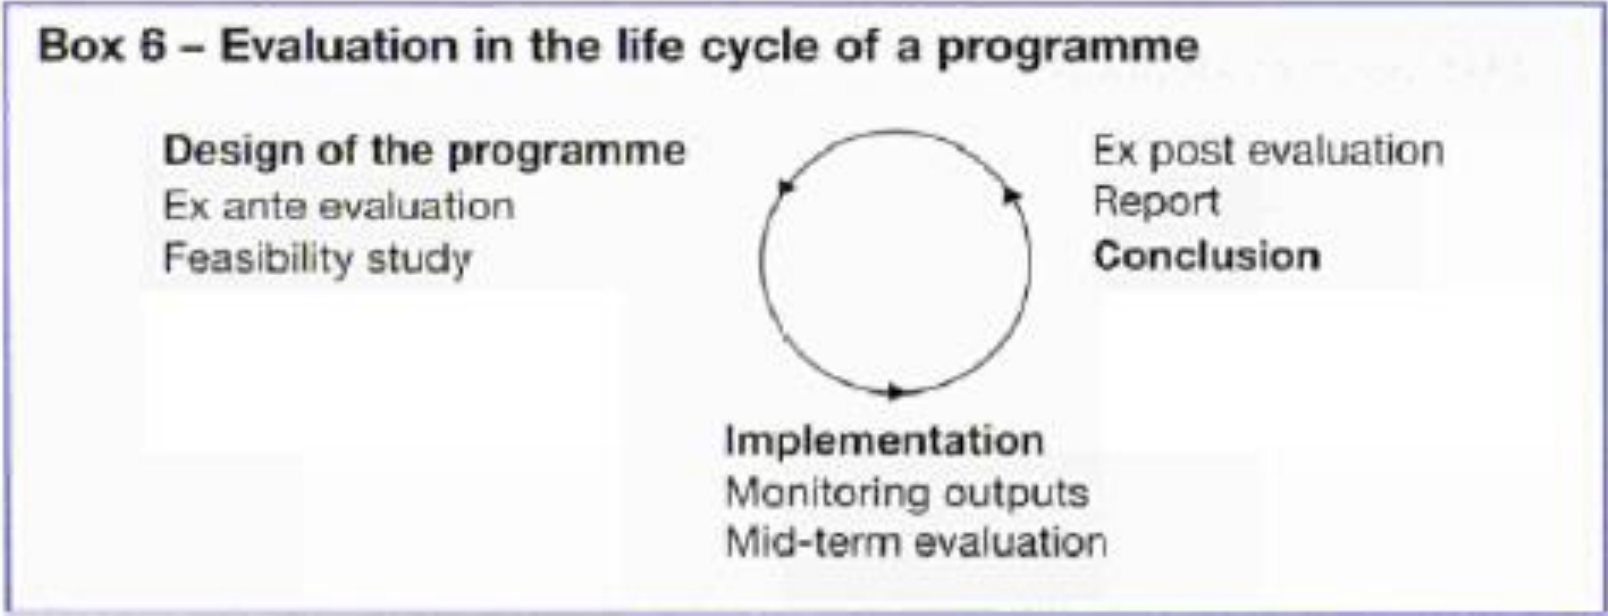 Box 6 – Evaluation in the life cycle of a programme
Design of the programme
Ex ante evaluation
Feasibility study
Ex post evaluation
Report
Conclusion
Implementation
Monitoring outputs
Mid-term evaluation